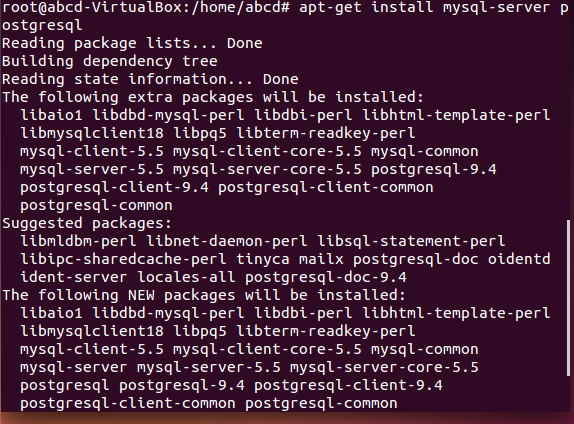 root@abcd-VirtualBox:/home/abcd# apt-get install mysql-server p
ostgresql
Reading package lists... Done
Building dependency tree
Reading state information... Done
The following extra packages will be installed:
  libaio1 libdbd-mysql-perl libdbi-perl libhtml-template-perl
  libmysqlclient18 libpq5 libterm-readkey-perl
  mysql-client-5.5 mysql-client-core-5.5 mysql-common
  mysql-server-5.5 mysql-server-core-5.5 postgresql-9.4
  postgresql-client-9.4 postgresql-client-common
  postgresql-common
Suggested packages:
  libmldbm-perl libnet-daemon-perl libsql-statement-perl
  libipc-sharedcache-perl tinyca mailx postgresql-doc oidentd
  ident-server locales-all postgresql-doc-9.4
The following NEW packages will be installed:
  libaio1 libdbd-mysql-perl libdbi-perl libhtml-template-perl
  libmysqlclient18 libpq5 libterm-readkey-perl
  mysql-client-5.5 mysql-client-core-5.5 mysql-common
  mysql-server mysql-server-5.5 mysql-server-core-5.5
  postgresql postgresql-9.4 postgresql-client-9.4
  postgresql-client-common postgresql-common